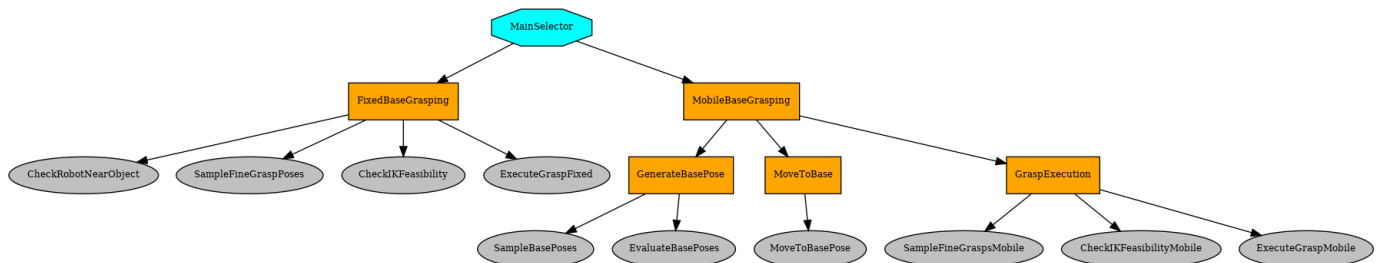 MainSelector
FixedBaseGrasping
MobileBaseGrasping
CheckRobotNearObject
SampleFineGraspPoses
CheckIKFeasibility
ExecuteGraspFixed
GenerateBasePose
MoveToBase
GraspExecution
SampleBasePoses
EvaluateBasePoses
MoveToBasePose
SampleFineGraspsMobile
CheckIKFeasibilityMobile
ExecuteGraspMobile